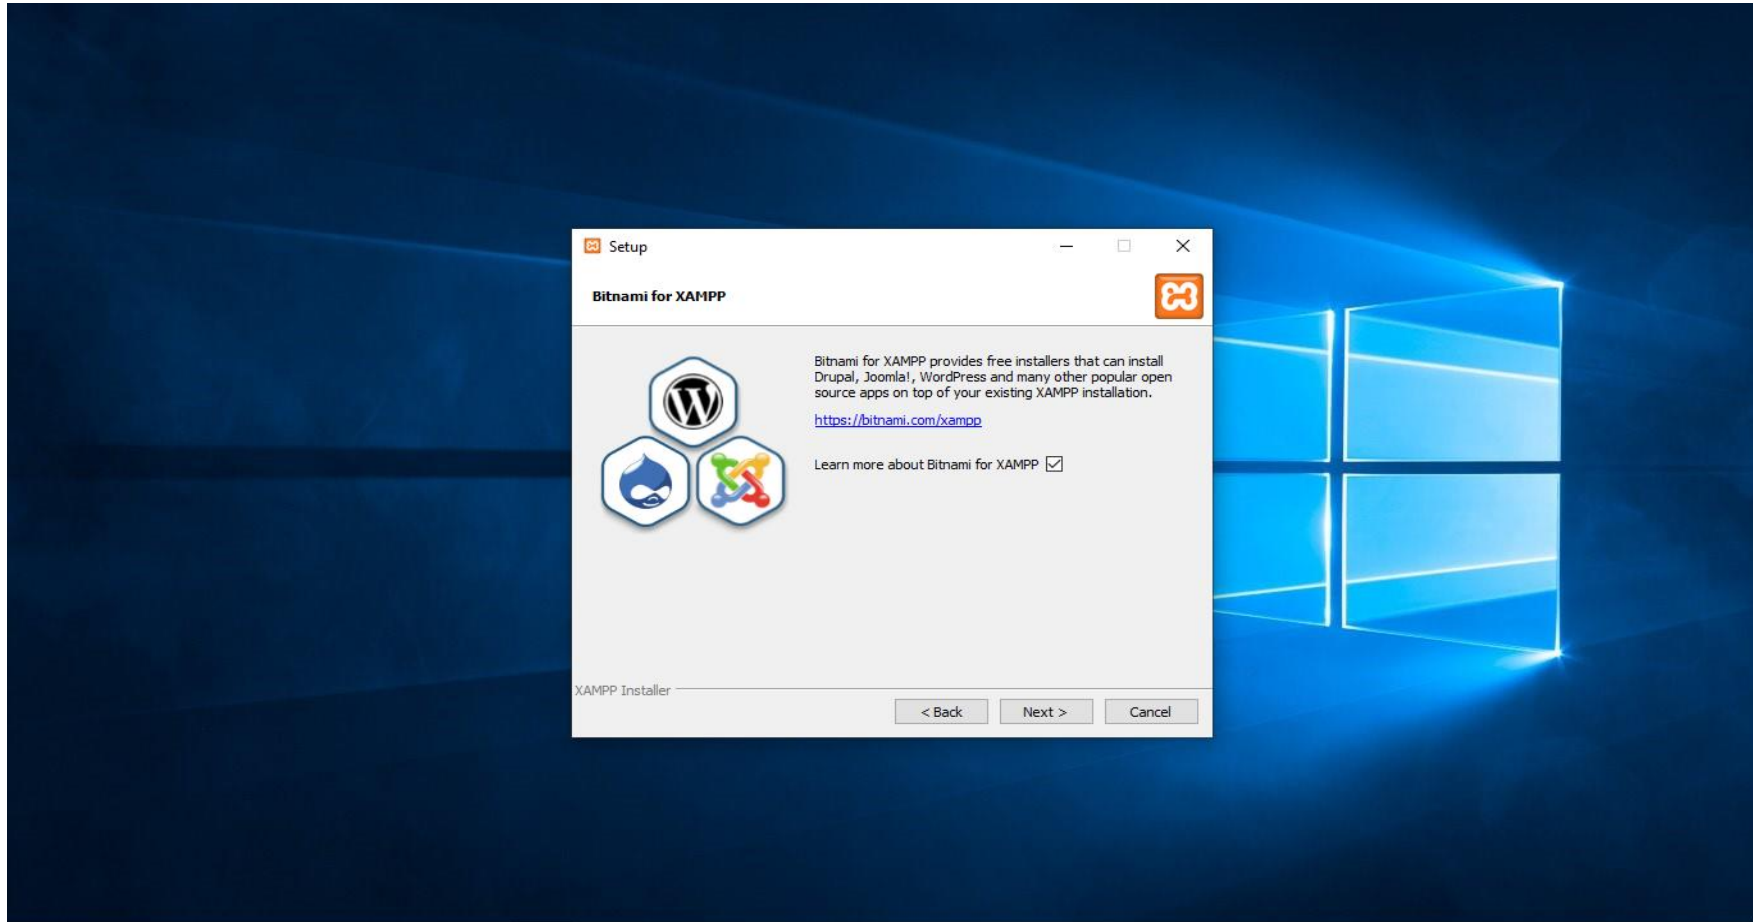 Setup
Bitnami for XAMPP
Bitnami for XAMPP provides free installers that can install
Drupal, Joomla!, WordPress and many other popular open
source apps on top of your existing XAMPP installation.
https://bitnami.com/xampp
Learn more about Bitnami for XAMPP
XAMPP Installer
< Back
Next >
Cancel